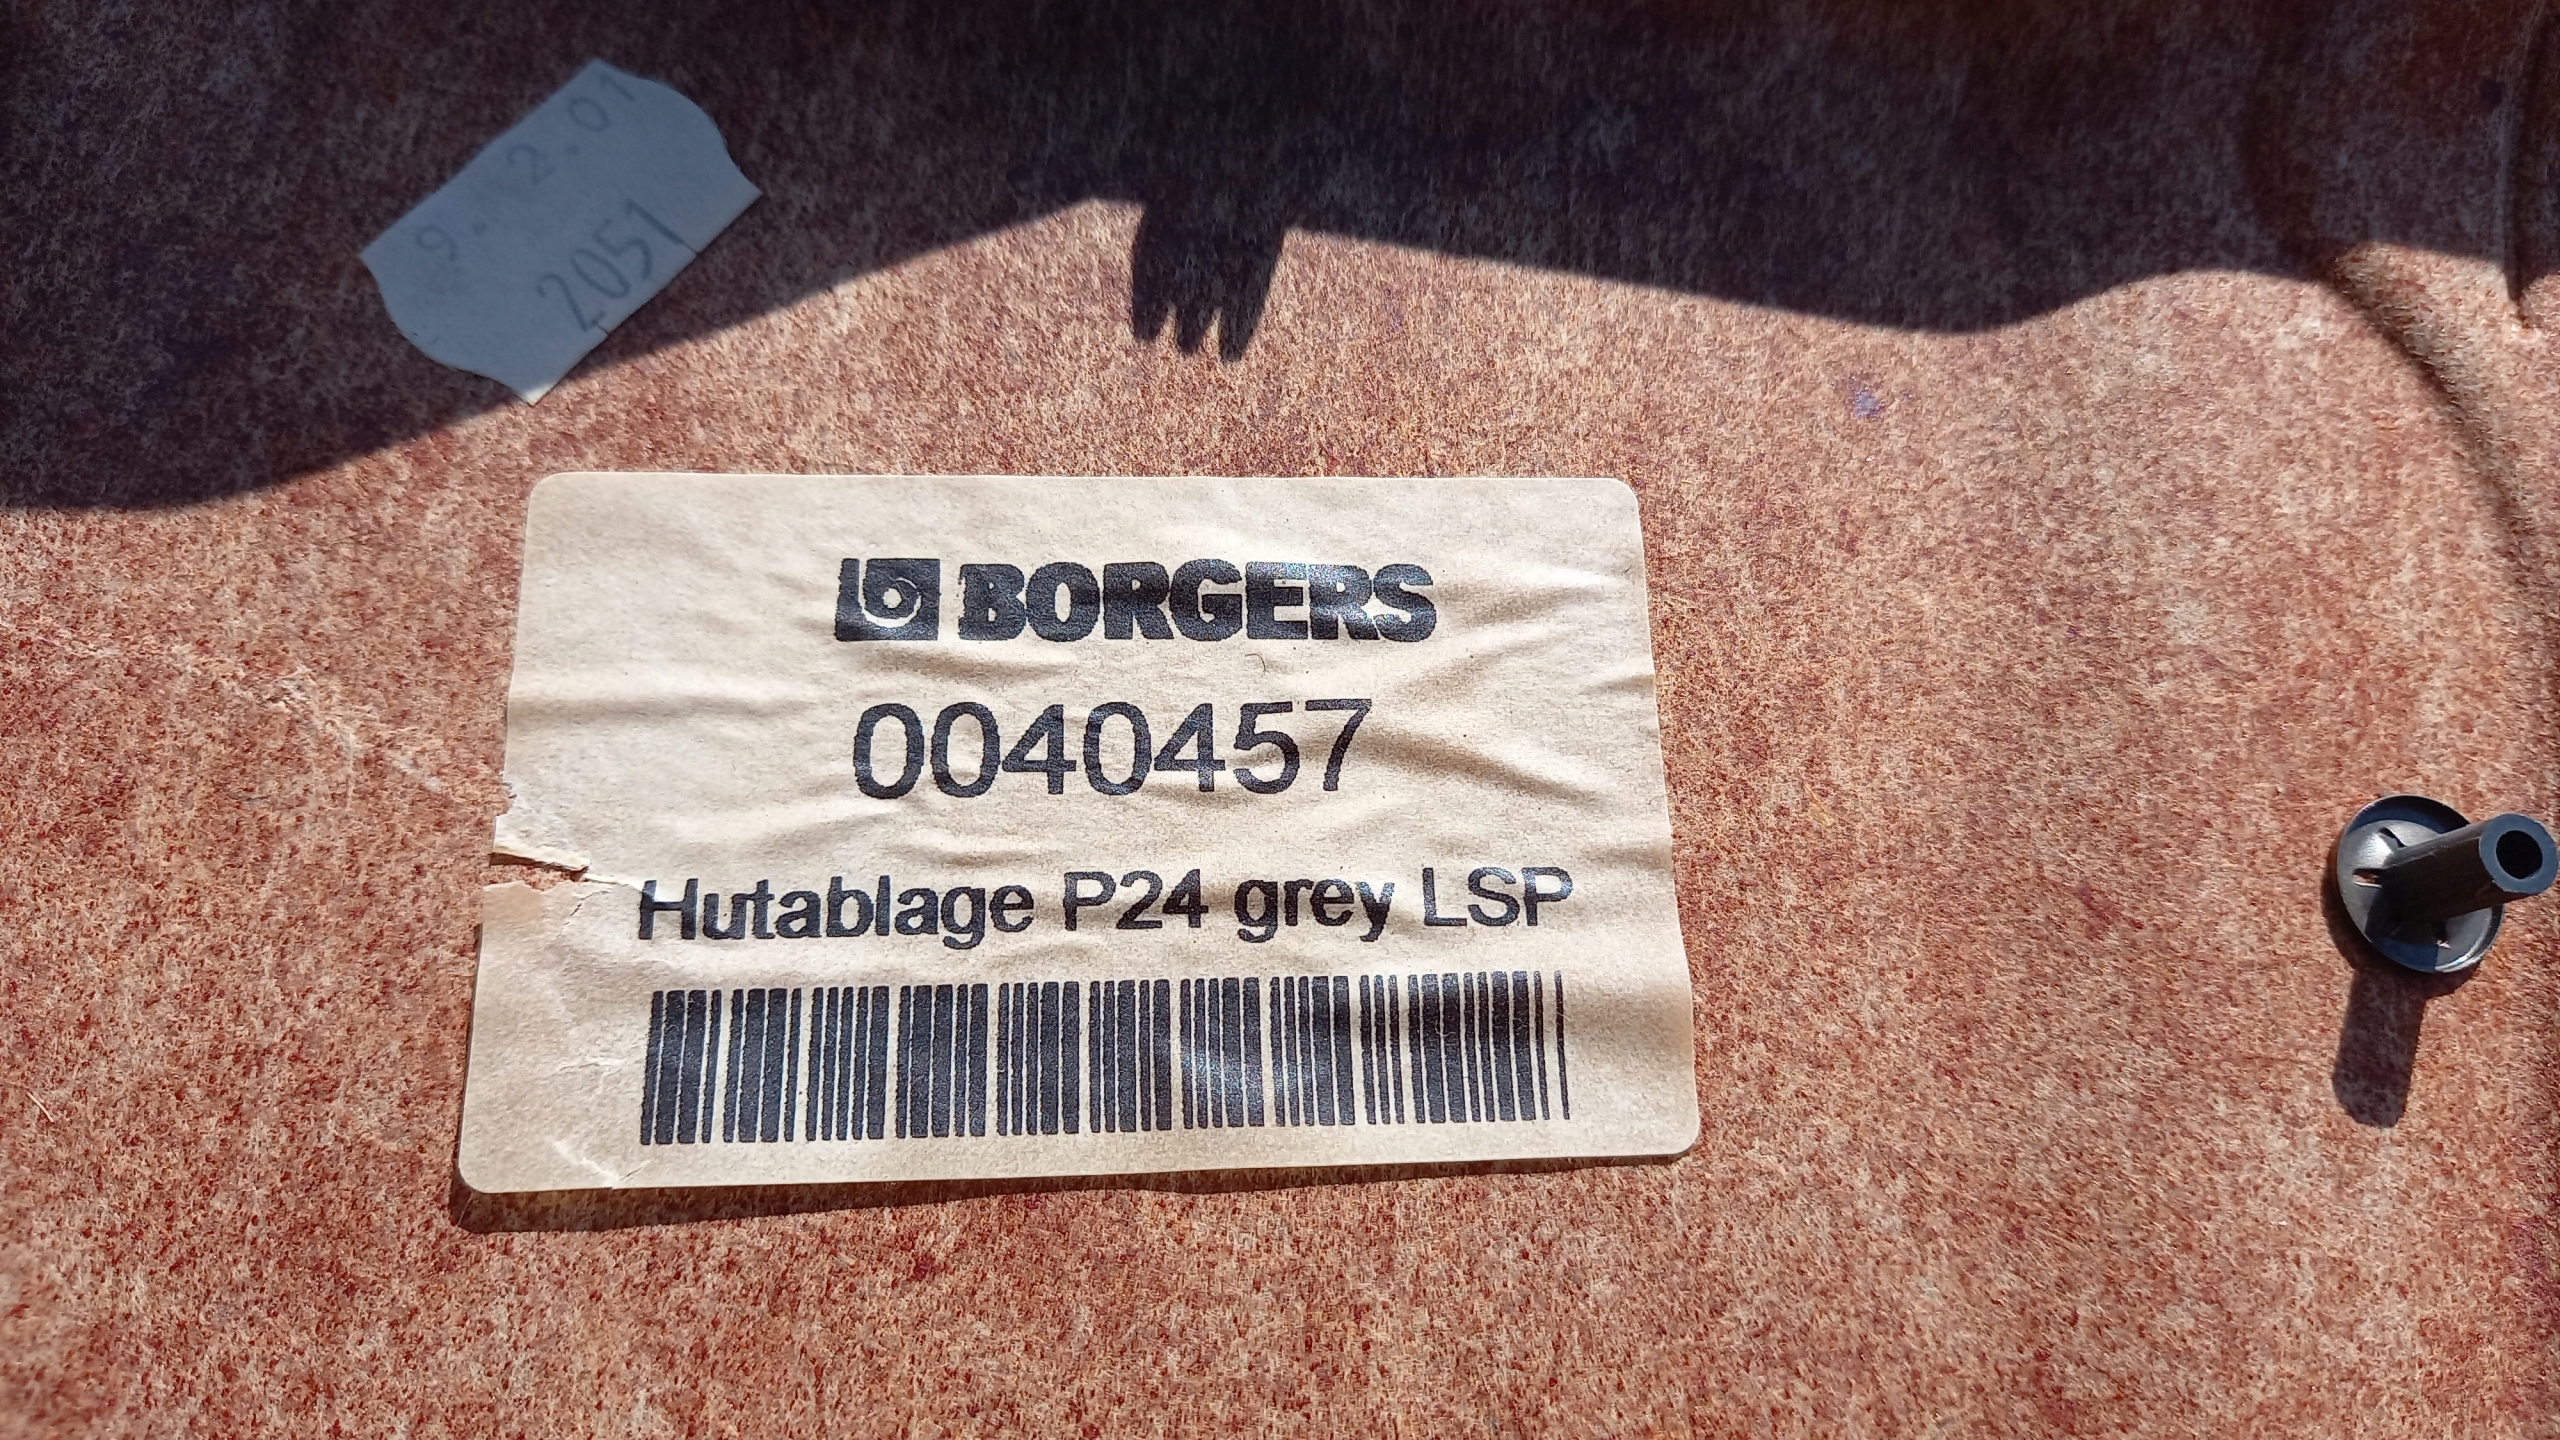 9. 2.01
2051
BORGERS
0040457
Hutablage P24 grey LSP